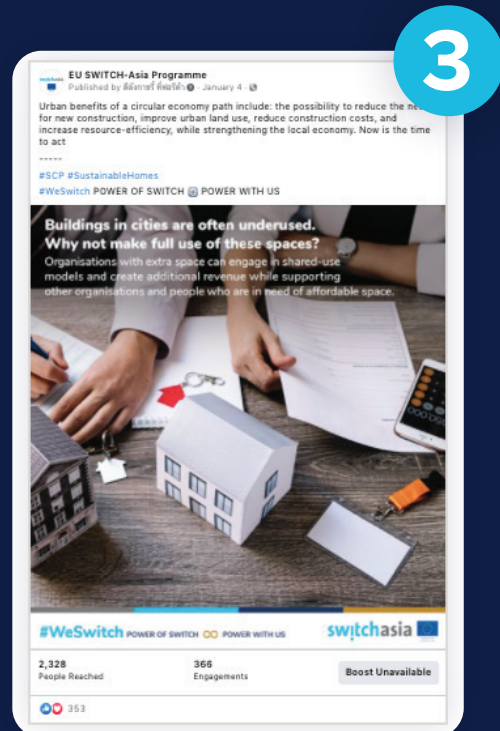 3
EU SWITCH-Asia Programme
Published by · January 4 ·
Urban benefits of a circular economy path include: the possibility to reduce the
for new construction, improve urban land use, reduce construction costs, and
increase resource-efficiency, while strengthening the local economy. Now is the time
to act
-----
#SCP #SustainableHomes
#WeSwitch POWER OF SWITCH POWER WITH US
Buildings in cities are often underused.
Why not make full use of these spaces?
Organisations with extra space can engage in shared-use
models and create additional revenue while supporting
other organisations and people who are in need of affordable space.
#WeSwitch POWER OF SWITCH POWER WITH US
switchasia
2,328
People Reached
366
Engagements
Boost Unavailable
353